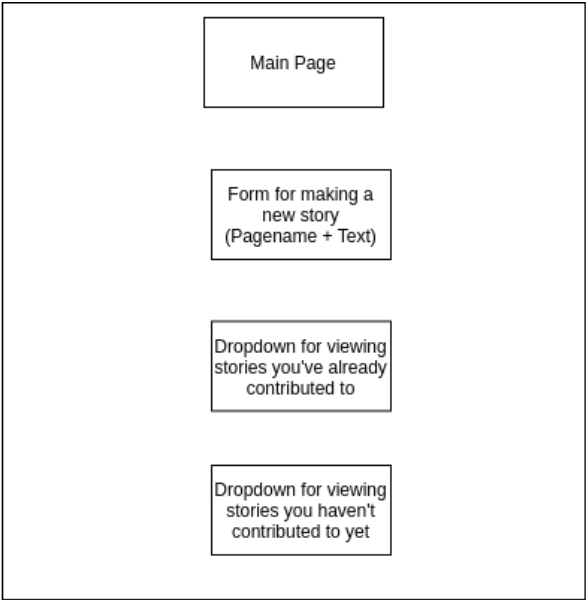 Main Page
Form for making a
new story
(Pagename + Text)
Dropdown for viewing
stories you've already
contributed to
Dropdown for viewing
stories you haven't
contributed to yet